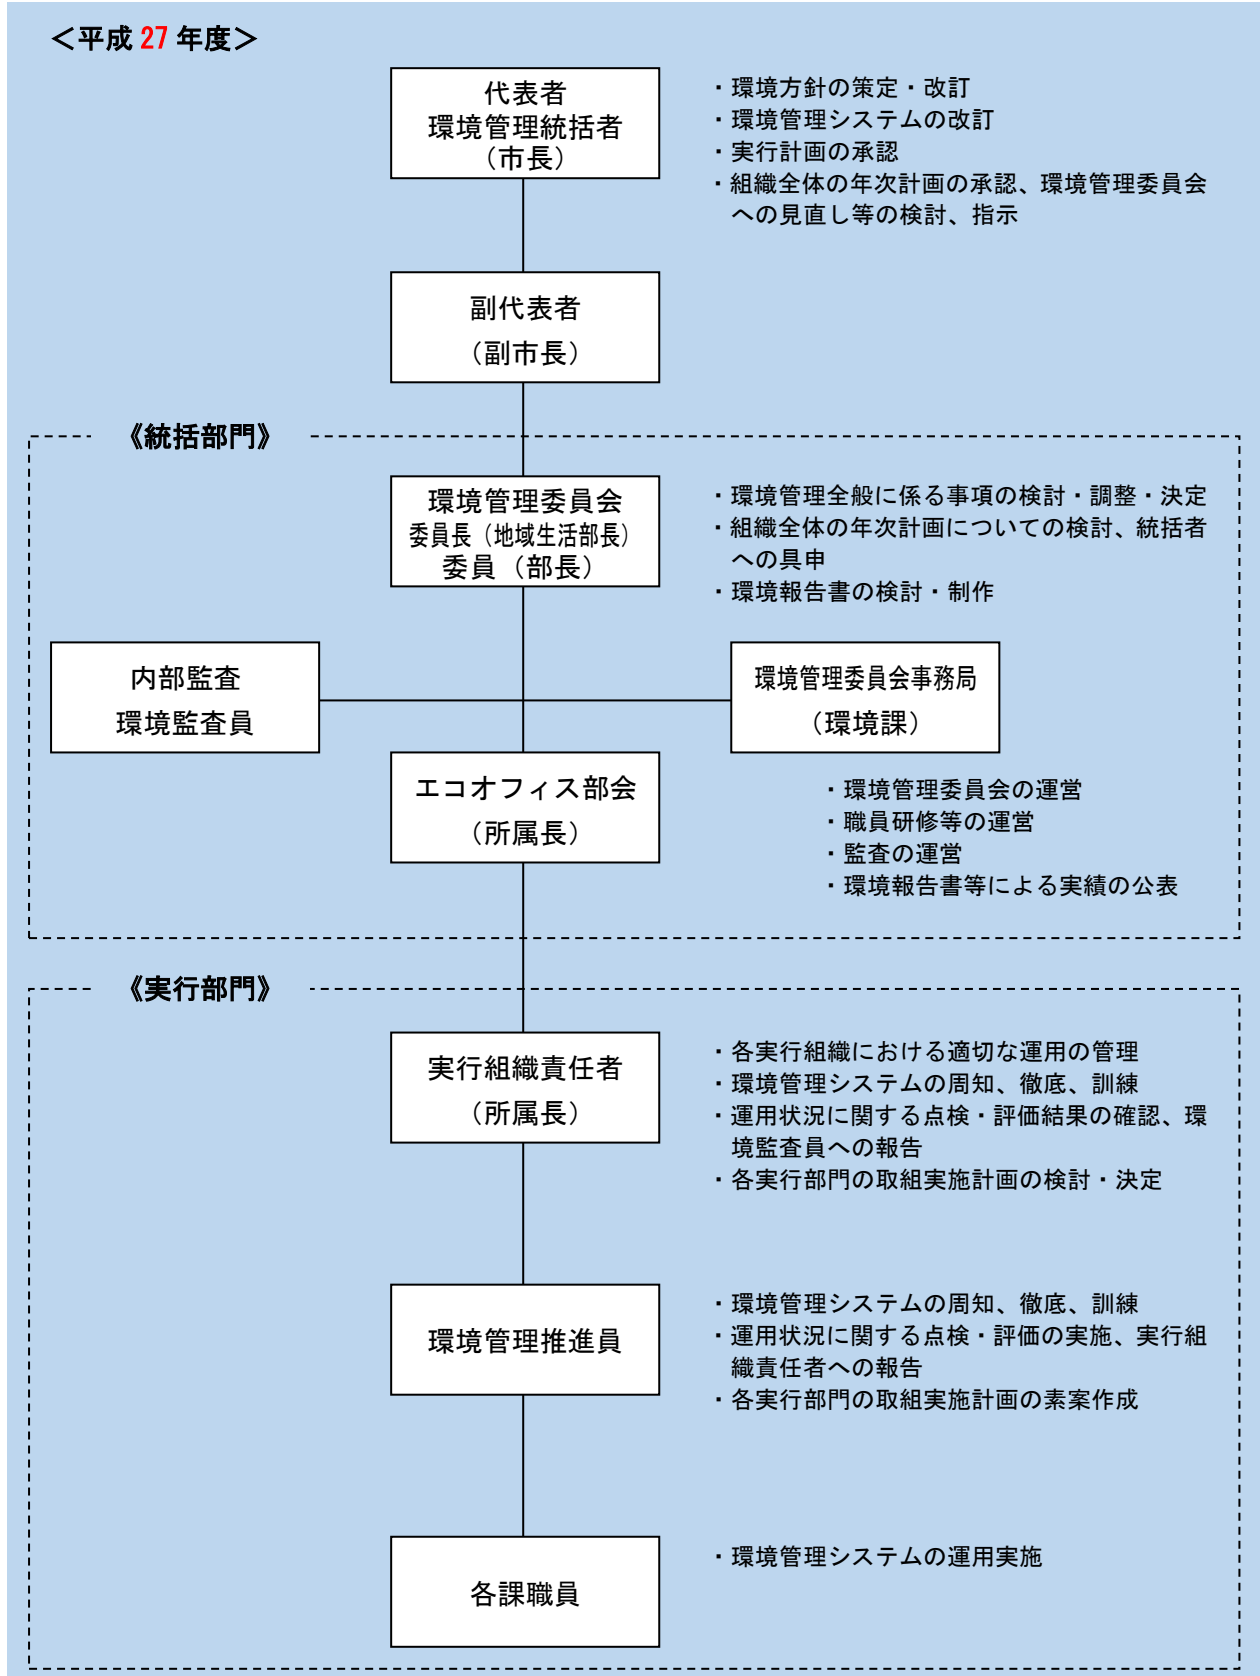 ＜平成 27 年度＞
代表者
環境管理統括者
（市長）
・環境方針の策定・改訂
・環境管理システムの改訂
・実行計画の承認
・組織全体の年次計画の承認、環境管理委員会
への見直し等の検討、指示
副代表者
（副市長）
《統括部門》
環境管理委員会
委員長（地域生活部長）
委員（部長）
・環境管理全般に係る事項の検討・調整・決定
・組織全体の年次計画についての検討、統括者
への具申
・環境報告書の検討・制作
内部監査
環境監査員
環境管理委員会事務局
（環境課）
エコオフィス部会
（所属長）
・環境管理委員会の運営
・職員研修等の運営
・監査の運営
・環境報告書等による実績の公表
《実行部門》
実行組織責任者
（所属長）
・各実行組織における適切な運用の管理
・環境管理システムの周知、徹底、訓練
・運用状況に関する点検・評価結果の確認、環
境監査員への報告
・各実行部門の取組実施計画の検討・決定
環境管理推進員
・環境管理システムの周知、徹底、訓練
・運用状況に関する点検・評価の実施、実行組
織責任者への報告
・各実行部門の取組実施計画の素案作成
各課職員
・環境管理システムの運用実施